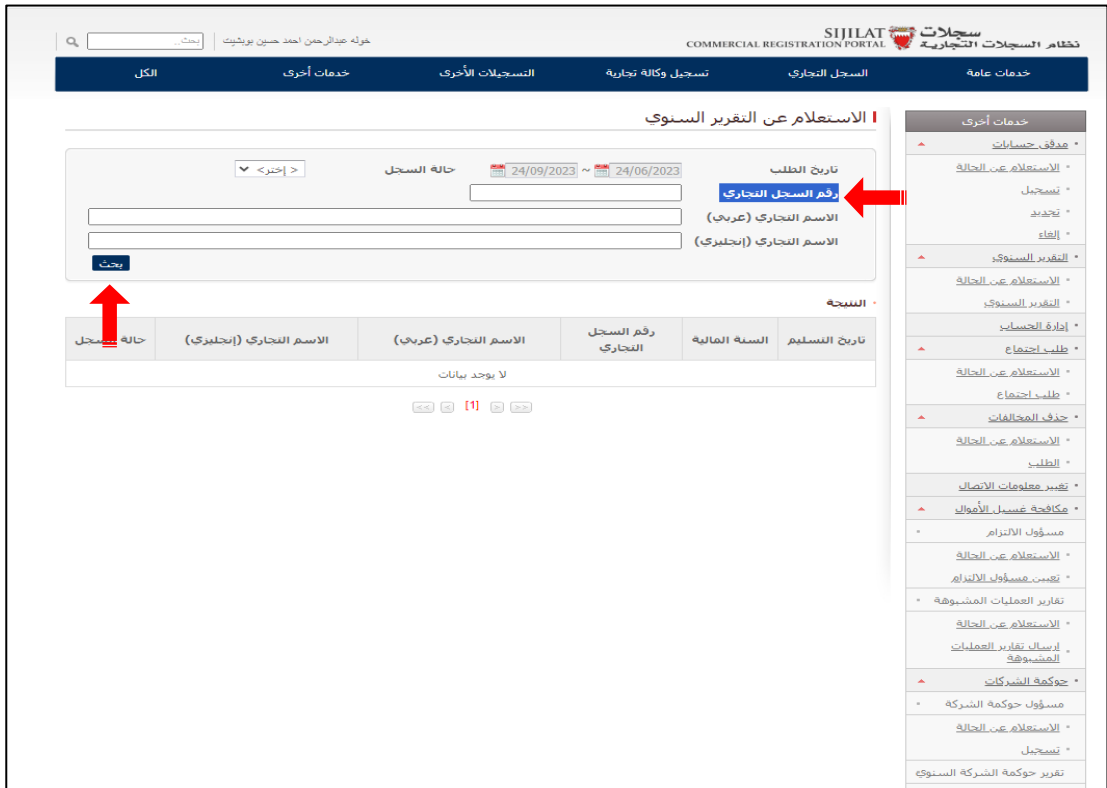 سجلات SIJILAT
نظام السجلات التجارية COMMERCIAL REGISTRATION PORTAL
خوله عبدالرحمن احمد حسين بوبشيت
بحث..
خدمات عامة
السجل التجاري
تسجيل وكالة تجارية
التسجيلات الأخرى
خدمات أخرى
الكل
خدمات أخرى
مدقق حسابات
الاستعلام عن الحالة
تسجيل
تجديد
إلغاء
التقرير السنوي
الاستعلام عن الحالة
التقرير السنوي
إدارة الحساب
طلب اجتماع
الاستعلام عن الحالة
طلب اجتماع
حذف المخالفات
الاستعلام عن الحالة
الطلب
تغيير معلومات الاتصال
مكافحة غسيل الأموال
مسؤول الالتزام
الاستعلام عن الحالة
تعيين مسؤول الالتزام
تقارير العمليات المشبوهة
الاستعلام عن الحالة
ارسال تقارير العمليات
المشبوهة
حوكمة الشركات
مسؤول حوكمة الشركة
الاستعلام عن الحالة
تسجيل
تقرير حوكمة الشركة السنوي
الاستعلام عن التقرير السنوي
تاريخ الطلب 24/06/2023 ~ 24/09/2023 حالة السجل < إختر>
رقم السجل التجاري
الاسم التجاري (عربي)
الاسم التجاري (إنجليزي)
بحث
النتيجة
تاريخ التسليم
السنة المالية
رقم السجل
التجاري
الاسم التجاري (عربي)
الاسم التجاري (إنجليزي)
حالة السجل
لا يوجد بيانات
<< < [1] > >>